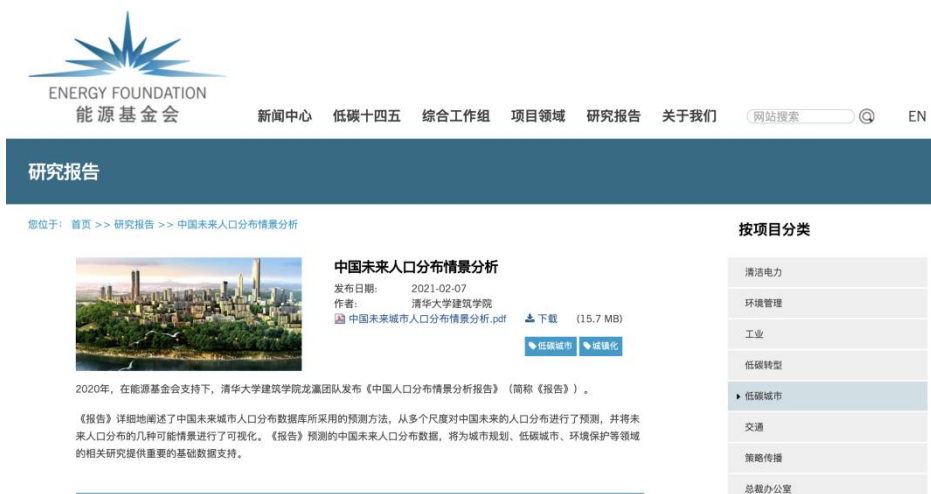 ENERGY FOUNDATION
能源基金会
新闻中心 低碳十四五 综合工作组 项目领域 研究报告 关于我们 网站搜索 EN
研究报告
您位于： 首页 >> 研究报告 >> 中国未来人口分布情景分析
中国未来人口分布情景分析
发布日期： 2021-02-07
作者： 清华大学建筑学院
中国未来城市人口分布情景分析.pdf 下载 (15.7 MB)
低碳城市 城镇化
2020年，在能源基金会支持下，清华大学建筑学院龙瀛团队发布《中国人口分布情景分析报告》（简称《报告》）。
《报告》详细地阐述了中国未来城市人口分布数据库所采用的预测方法，从多个尺度对中国未来的人口分布进行了预测，并将未
来人口分布的几种可能情景进行了可视化。《报告》预测的中国未来人口分布数据，将为城市规划、低碳城市、环境保护等领域
的相关研究提供重要的基础数据支持。
按项目分类
清洁电力
环境管理
工业
低碳转型
低碳城市
交通
策略传播
总裁办公室